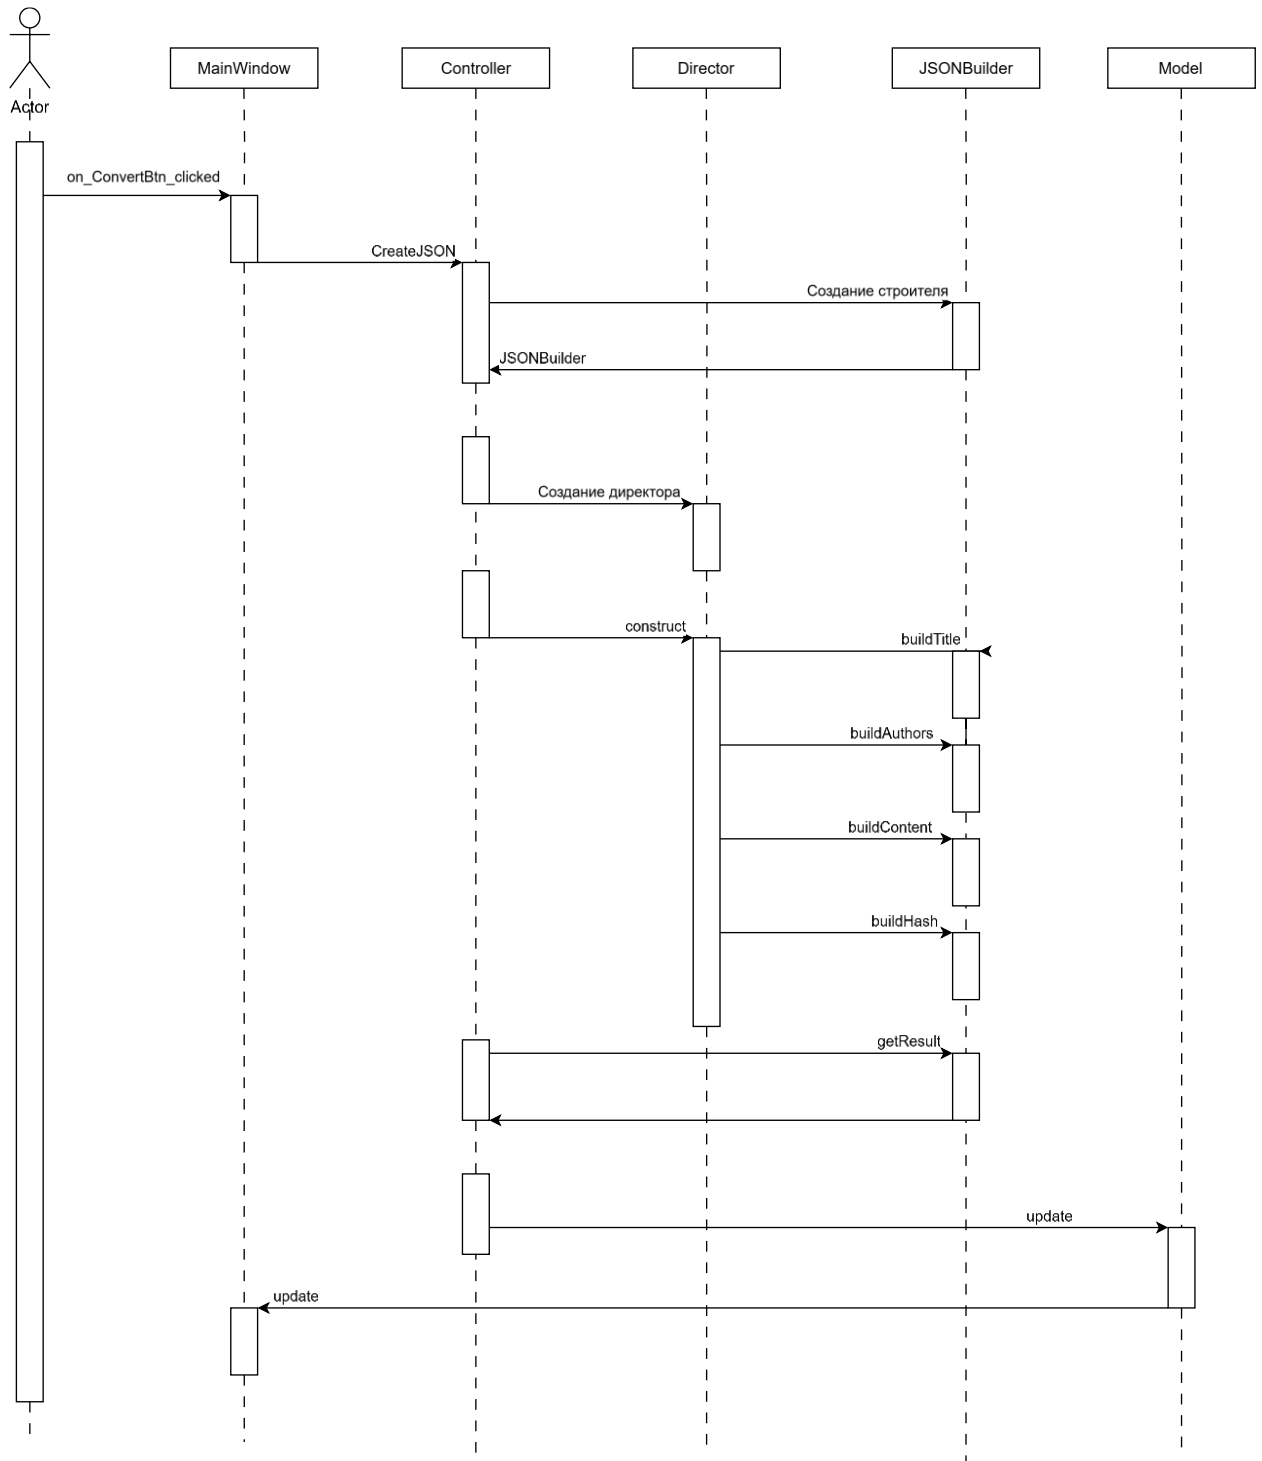 Actor
MainWindow
Controller
Director
JSONBuilder
Model
on_ConvertBtn_clicked
CreateJSON
Создание строителя
JSONBuilder
Создание директора
construct
buildTitle
buildAuthors
buildContent
buildHash
getResult
update
update